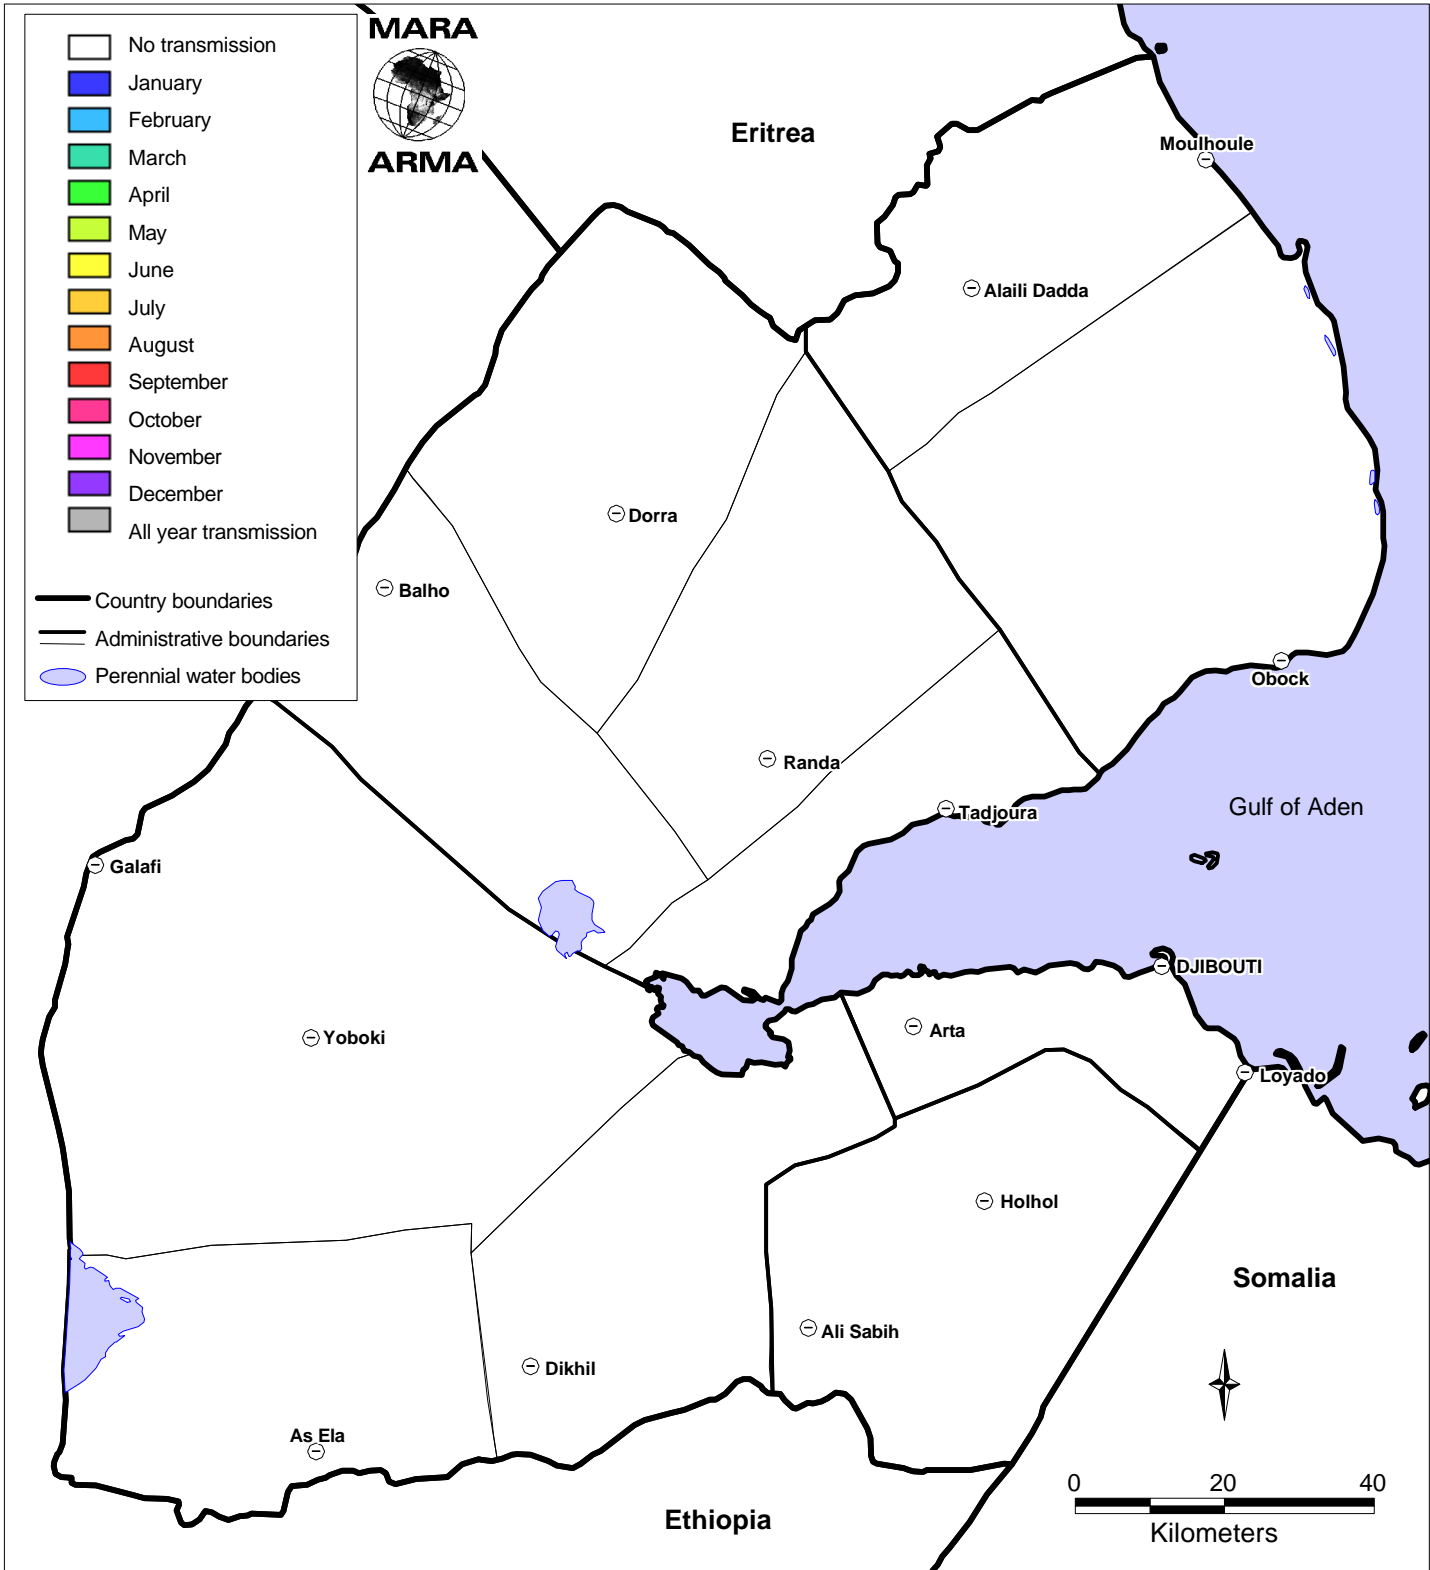 MARA
ARMA
No transmission
January
February
March
April
May
June
July
August
September
October
November
December
All year transmission
Country boundaries
Administrative boundaries
Perennial water bodies
Eritrea
Moulhoule
Alaili Dadda
Dorra
Balho
Obock
Randa
Tadjoura
Gulf of Aden
Galafi
DJIBOUTI
Yoboki
Arta
Loyado
Holhol
Somalia
Ali Sabih
Dikhil
As Ela
Ethiopia
0 20 40
Kilometers